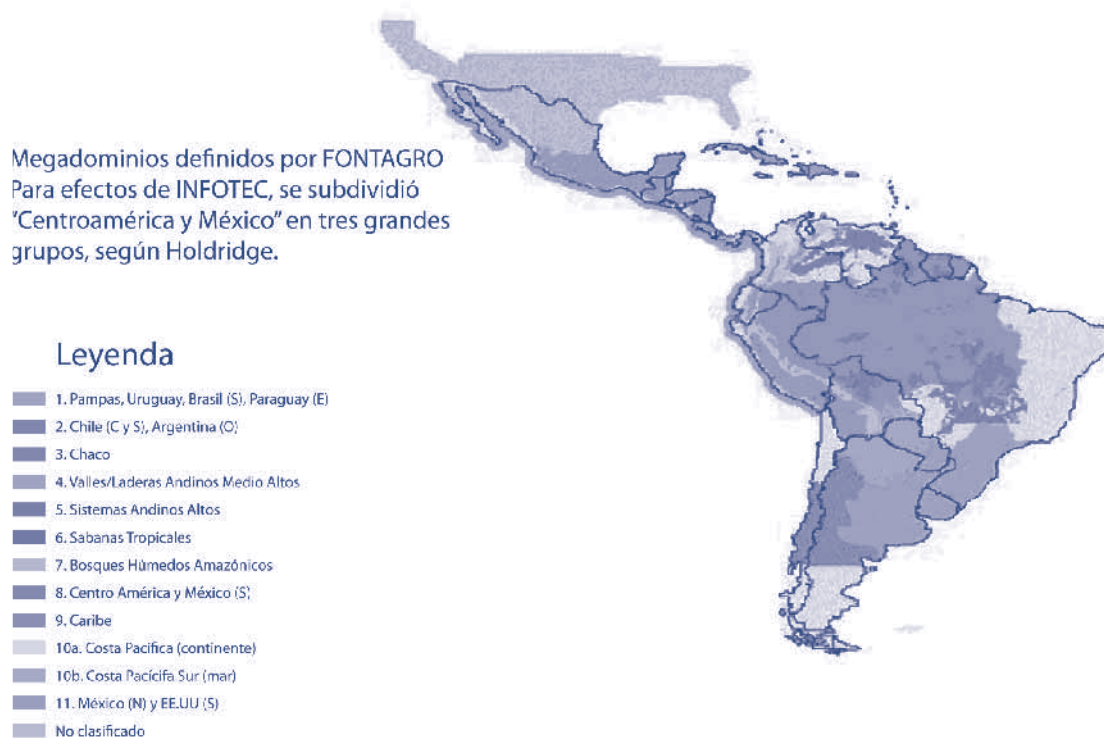 Megadominios definidos por FONTAGRO
Para efectos de INFOTEC, se subdividió
"Centroamérica y México" en tres grandes
grupos, según Holdridge.
Leyenda
1. Pampas, Uruguay, Brasil (S), Paraguay (E)
2. Chile (C y S), Argentina (O)
3. Chaco
4. Valles/Laderas Andinos Medio Altos
5. Sistemas Andinos Altos
6. Sabanas Tropicales
7. Bosques Húmedos Amazónicos
8. Centro América y México (S)
9. Caribe
10a. Costa Pacifica (continente)
10b. Costa Pacícifa Sur (mar)
11. México (N) y EE.UU (S)
No clasificado